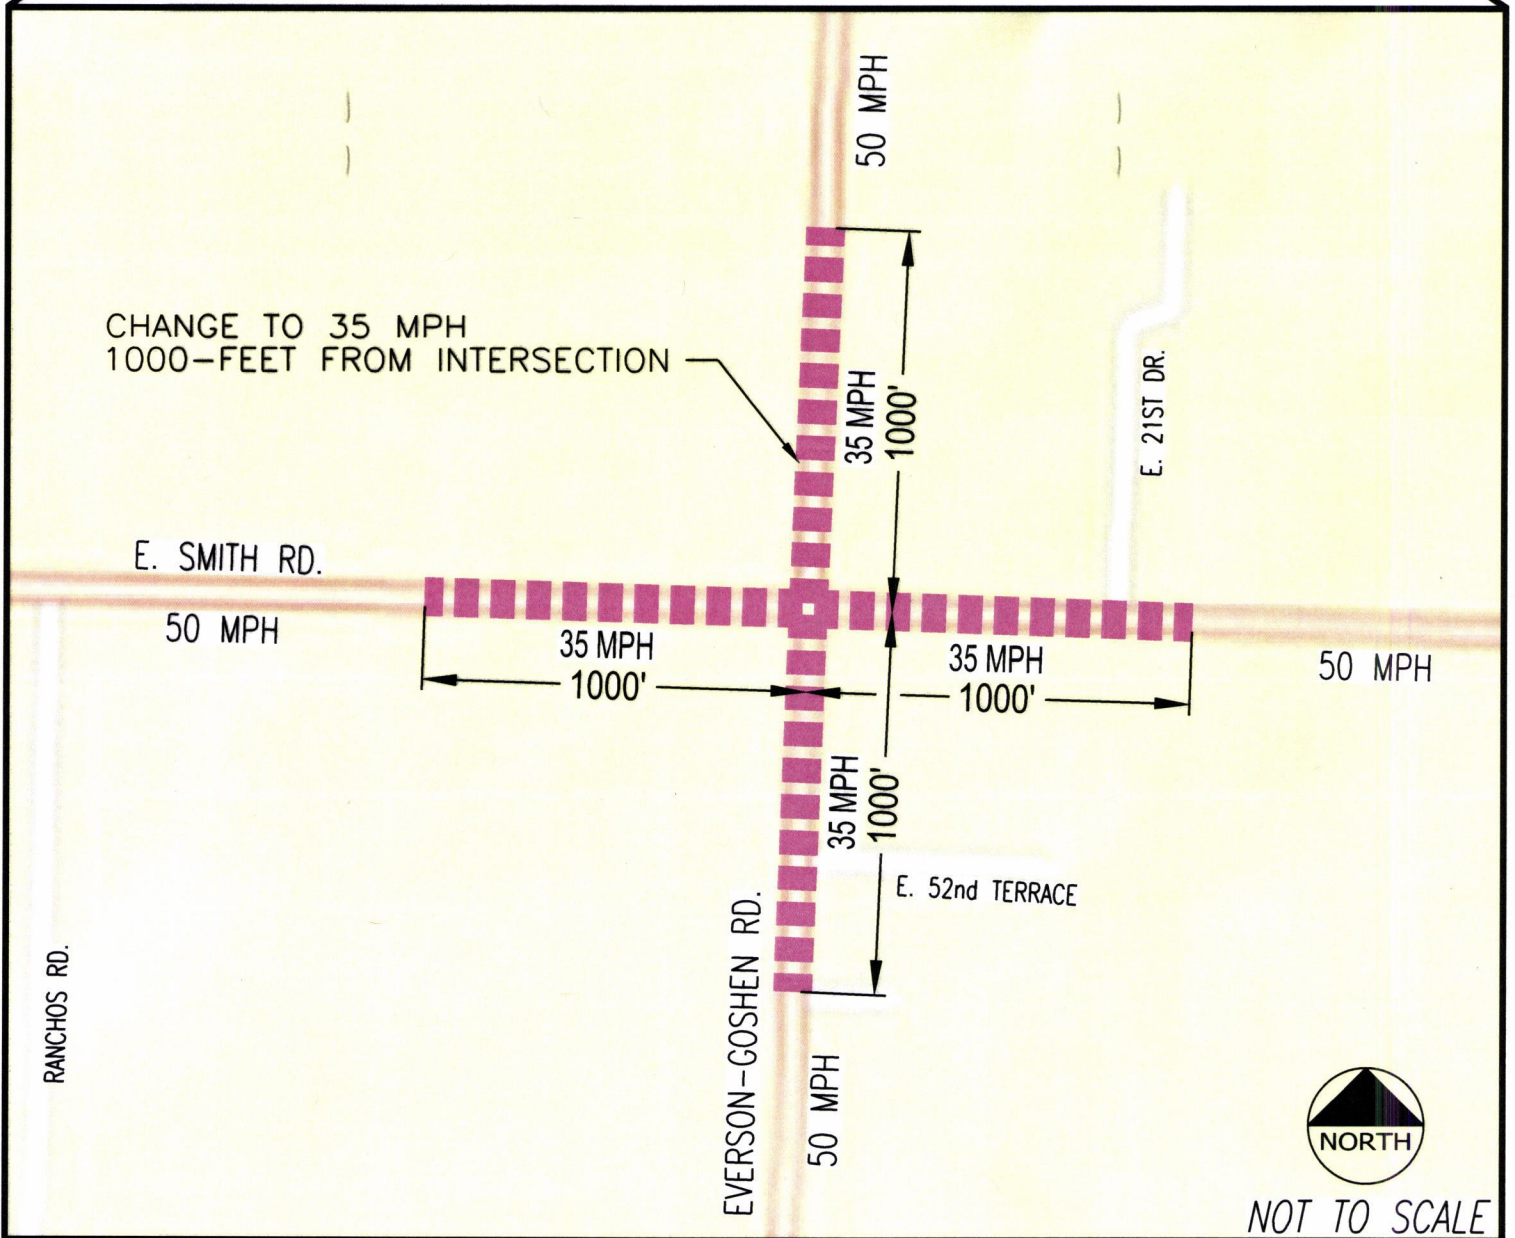 50 MPH
CHANGE TO 35 MPH
1000-FEET FROM INTERSECTION
35 MPH
1000'
E. 21ST DR.
E. SMITH RD.
50 MPH
35 MPH
1000'
35 MPH
1000'
50 MPH
35 MPH
1000'
E. 52nd TERRACE
EVERSON-GOSHEN RD.
RANCHOS RD.
50 MPH
NORTH
NOT TO SCALE